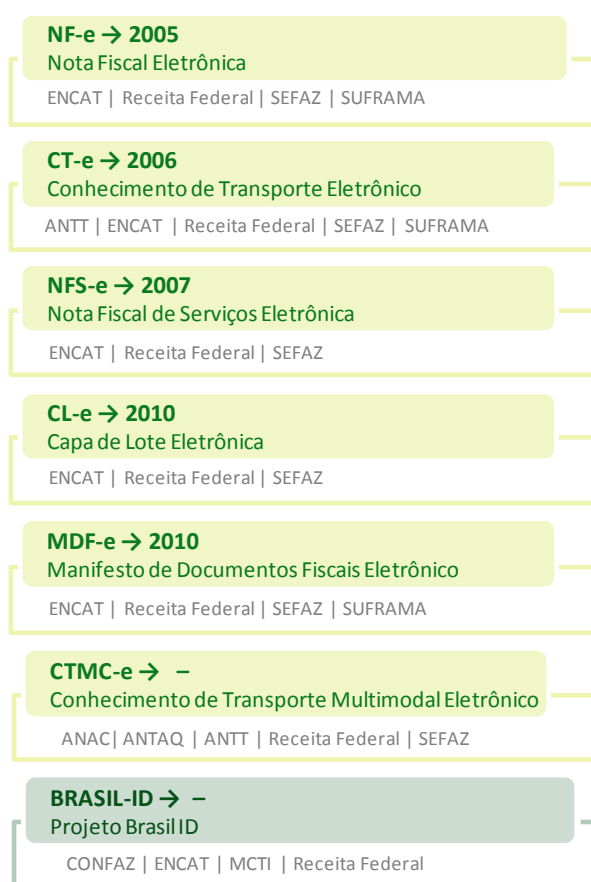 NF-e → 2005
Nota Fiscal Eletrônica
ENCAT | Receita Federal | SEFAZ | SUFRAMA
CT-e → 2006
Conhecimento de Transporte Eletrônico
ANTT | ENCAT | Receita Federal | SEFAZ | SUFRAMA
NFS-e → 2007
Nota Fiscal de Serviços Eletrônica
ENCAT | Receita Federal | SEFAZ
CL-e → 2010
Capa de Lote Eletrônica
ENCAT | Receita Federal | SEFAZ
MDF-e → 2010
Manifesto de Documentos Fiscais Eletrônico
ENCAT | Receita Federal | SEFAZ | SUFRAMA
CTMC-e → –
Conhecimento de Transporte Multimodal Eletrônico
ANAC | ANTAQ | ANTT | Receita Federal | SEFAZ
BRASIL-ID → –
Projeto Brasil ID
CONFAZ | ENCAT | MCTI | Receita Federal